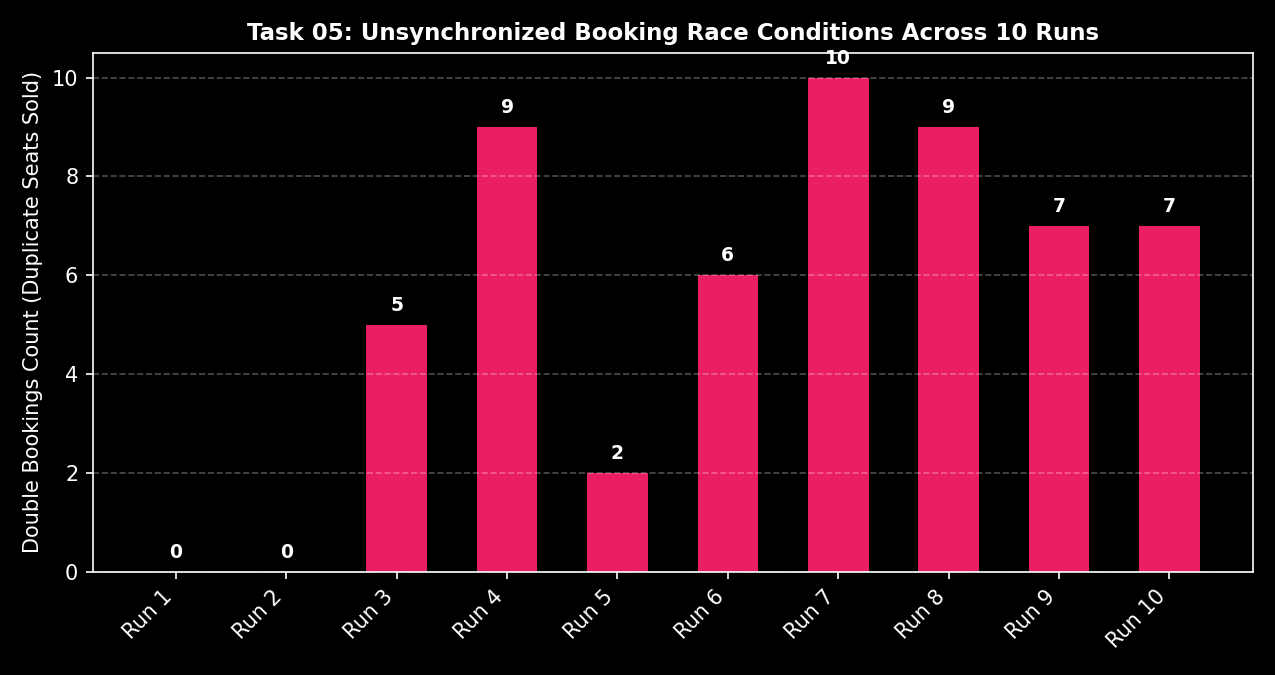 Task 05: Unsynchronized Booking Race Conditions Across 10 Runs
Double Bookings Count (Duplicate Seats Sold)
10
8
6
4
2
0
0
0
5
9
2
6
10
9
7
7
Run 1
Run 2
Run 3
Run 4
Run 5
Run 6
Run 7
Run 8
Run 9
Run 10